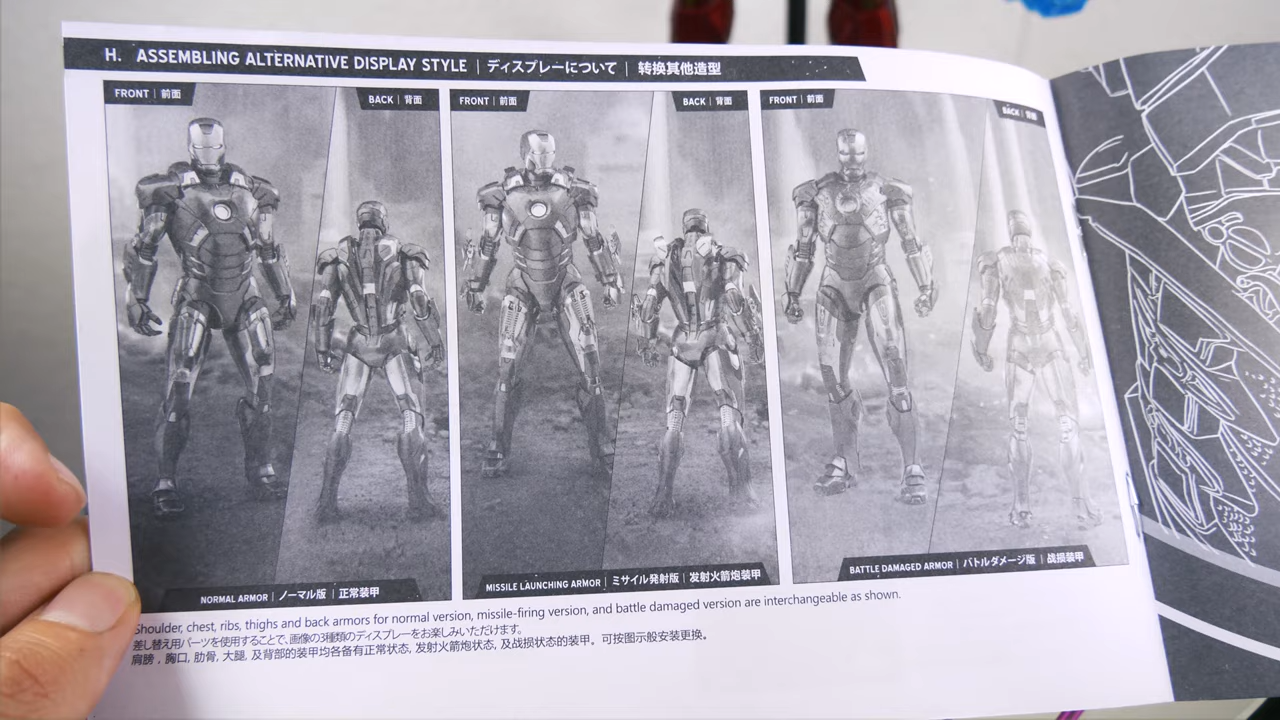 H. ASSEMBLING ALTERNATIVE DISPLAY STYLE | ディスプレーについて | 转换其他造型
FRONT | 前面
BACK | 背面
FRONT | 前面
BACK | 背面
FRONT | 前面
BACK | 背面
NORMAL ARMOR | ノーマル版 | 正常装甲
MISSILE LAUNCHING ARMOR | ミサイル発射版 | 发射火箭炮装甲
BATTLE DAMAGED ARMOR | バトルダメージ版 | 战损装甲
Shoulder, chest, ribs, thighs and back armors for normal version, missile-firing version, and battle damaged version are interchangeable as shown.
差し替え用パーツを使用することで、画像の3種類のディスプレーをお楽しみいただけます。
肩膀，胸口, 肋骨, 大腿, 及背部的装甲均各备有正常状态, 发射火箭炮状态, 及战损状态的装甲。可按图示般安装更换。